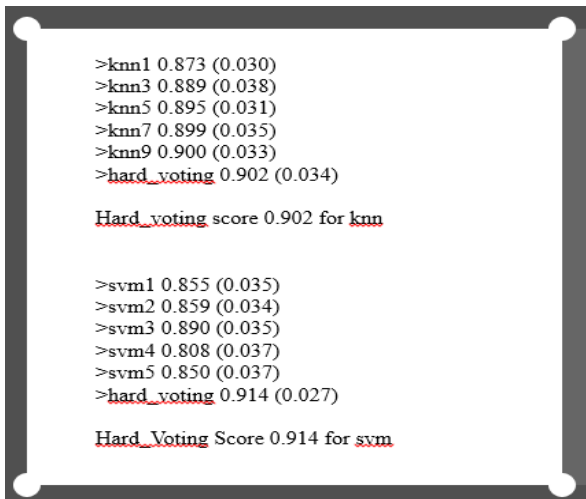 >knn1 0.873 (0.030)
>knn3 0.889 (0.038)
>knn5 0.895 (0.031)
>knn7 0.899 (0.035)
>knn9 0.900 (0.033)
>hard_voting 0.902 (0.034)
Hard_voting score 0.902 for knn
>svm1 0.855 (0.035)
>svm2 0.859 (0.034)
>svm3 0.890 (0.035)
>svm4 0.808 (0.037)
>svm5 0.850 (0.037)
>hard_voting 0.914 (0.027)
Hard_Voting Score 0.914 for svm